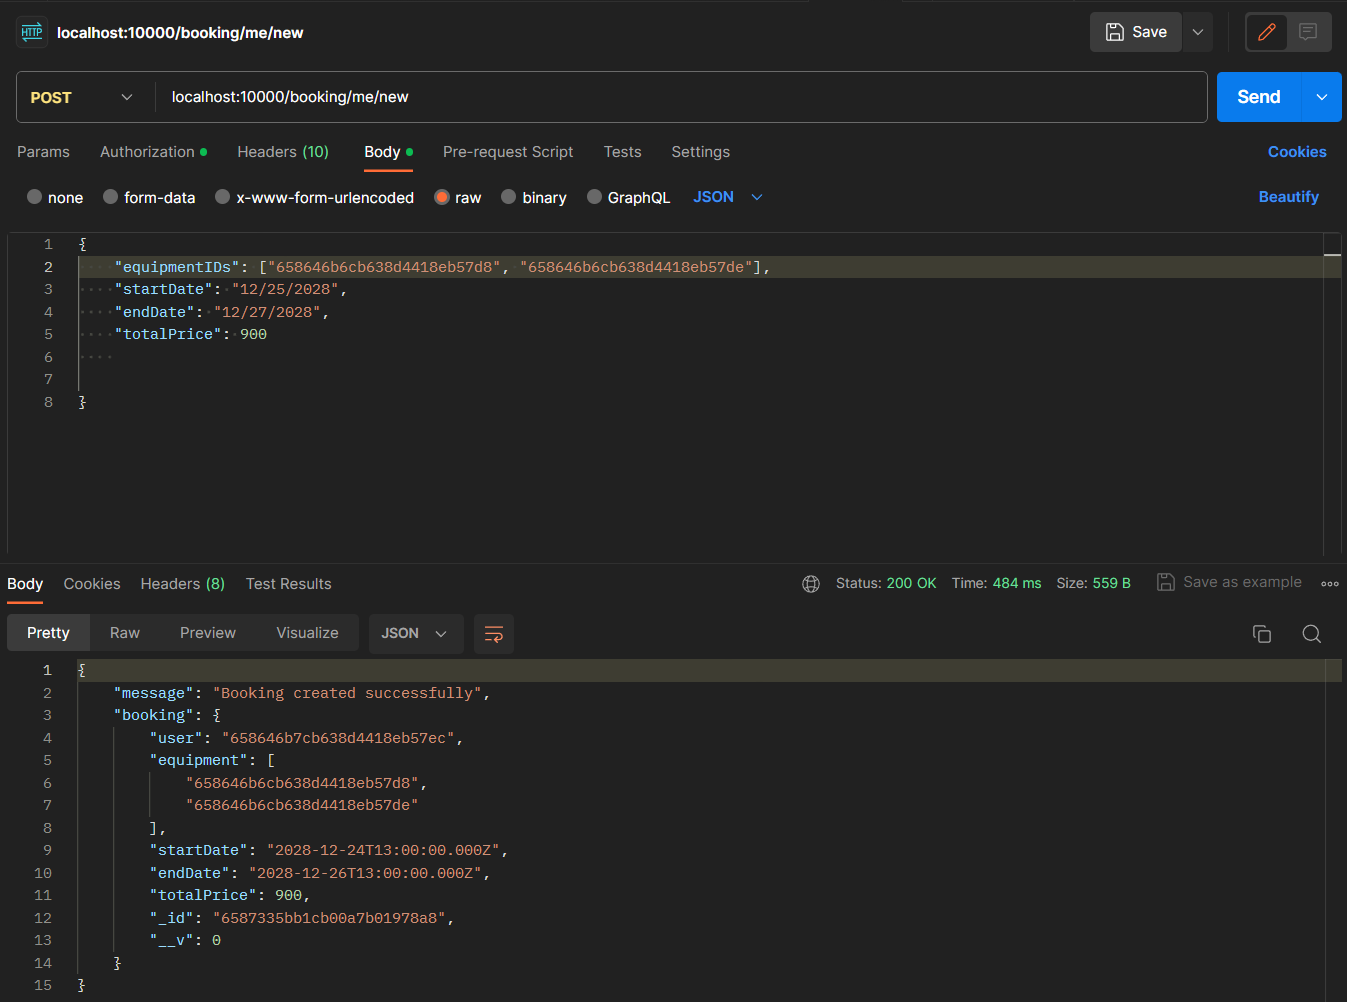 HTTP localhost:10000/booking/me/new Save
POST localhost:10000/booking/me/new Send
Params Authorization Headers (10) Body Pre-request Script Tests Settings Cookies
none form-data x-www-form-urlencoded raw binary GraphQL JSON Beautify
1 {
2 "equipmentIDs": ["658646b6cb638d4418eb57d8", "658646b6cb638d4418eb57de"],
3 "startDate": "12/25/2028",
4 "endDate": "12/27/2028",
5 "totalPrice": 900
6
7
8 }
Body Cookies Headers (8) Test Results Status: 200 OK Time: 484 ms Size: 559 B Save as example
Pretty Raw Preview Visualize JSON
1 {
2 "message": "Booking created successfully",
3 "booking": {
4 "user": "658646b7cb638d4418eb57ec",
5 "equipment": [
6 "658646b6cb638d4418eb57d8",
7 "658646b6cb638d4418eb57de"
8 ],
9 "startDate": "2028-12-24T13:00:00.000Z",
10 "endDate": "2028-12-26T13:00:00.000Z",
11 "totalPrice": 900,
12 "_id": "6587335bb1cb00a7b01978a8",
13 "__v": 0
14 }
15 }